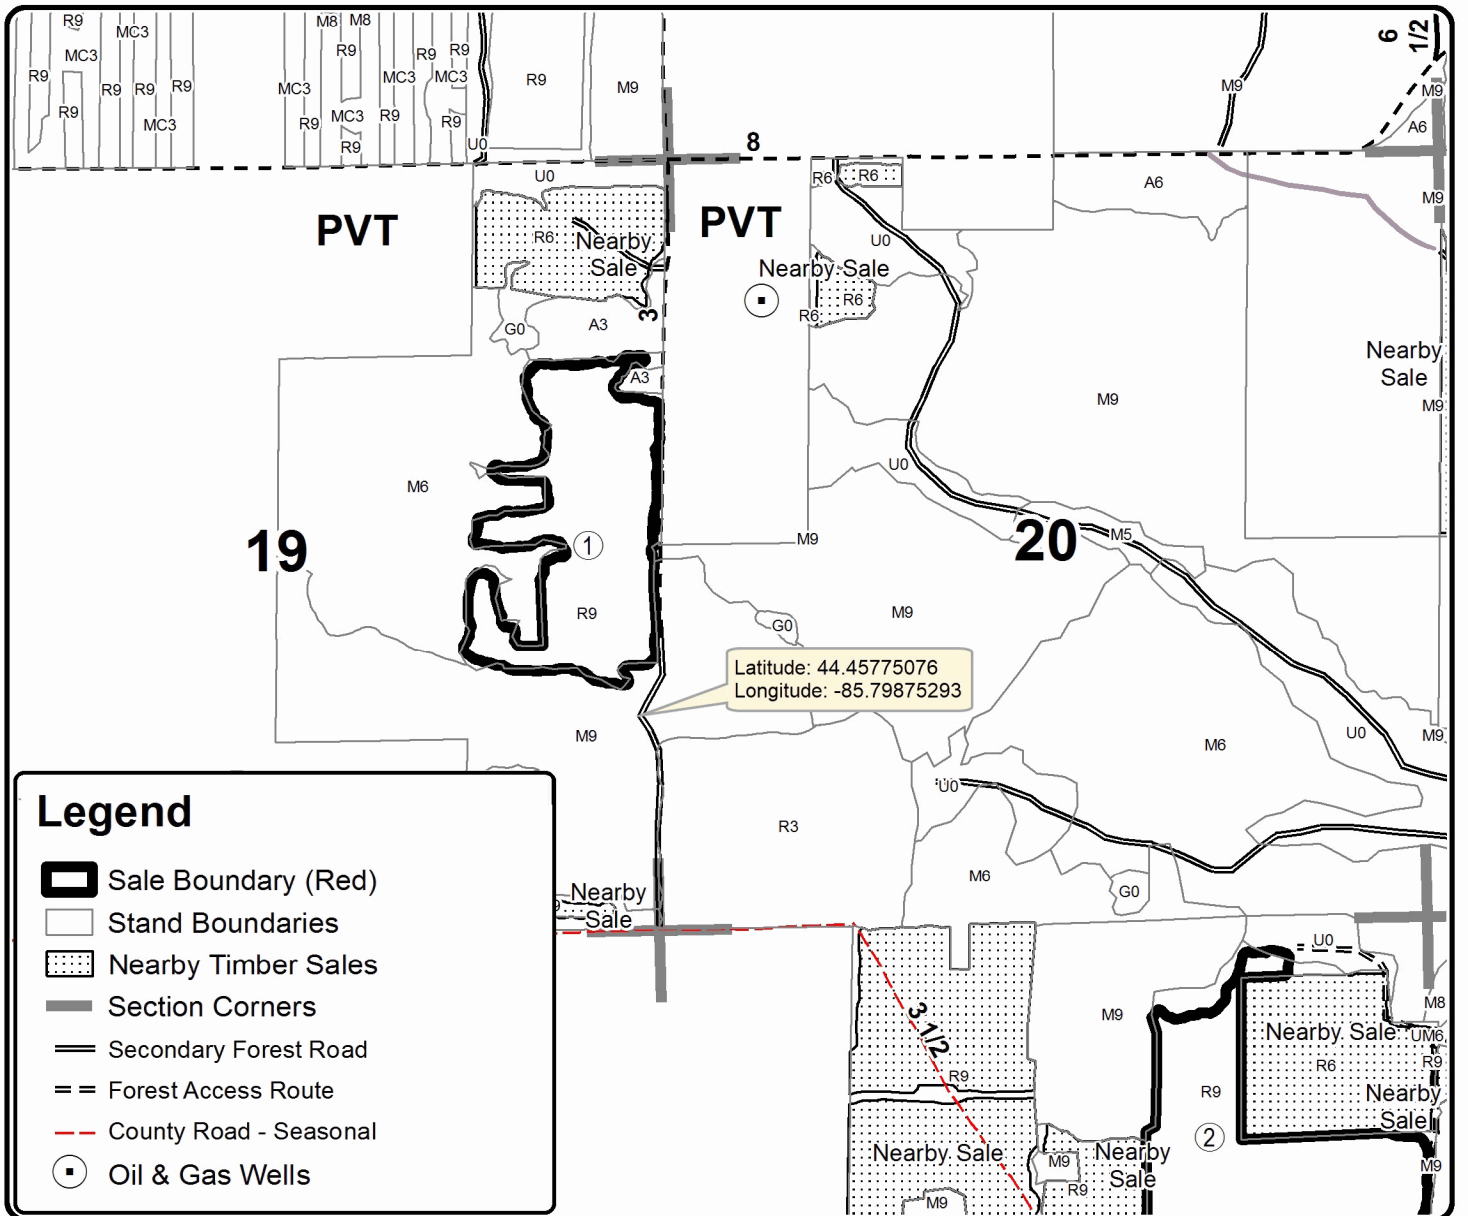 R9
M8
M8
MC3
R9
R9
R9
MC3
R9
MC3
MC3
R9
M9
R9
R9
R9
R9
MC3
R9
MC3
R9
R9
MC3
R9
R9
U0
6
1/2
M9
M9
A6
8
U0
PVT
R6
Nearby
Sale
3
G0
A3
A3
PVT
R6
R6
U0
Nearby Sale
R6
R6
A6
M9
Nearby
Sale
M9
M9
U0
M6
19
1
R9
M9
20
M5
M9
G0
Latitude: 44.45775076
Longitude: -85.79875293
M9
M6
U0
M9
U0
R3
M6
G0
Nearby
Sale
9
Legend
Sale Boundary (Red)
Stand Boundaries
Nearby Timber Sales
Section Corners
Secondary Forest Road
Forest Access Route
County Road - Seasonal
Oil & Gas Wells
3 1/2
R9
Nearby Sale
M9
M9
R9
Nearby
Sale
M9
U0
M8
Nearby Sale
UM6
R6
R9
R9
Nearby
Sale
2
M9